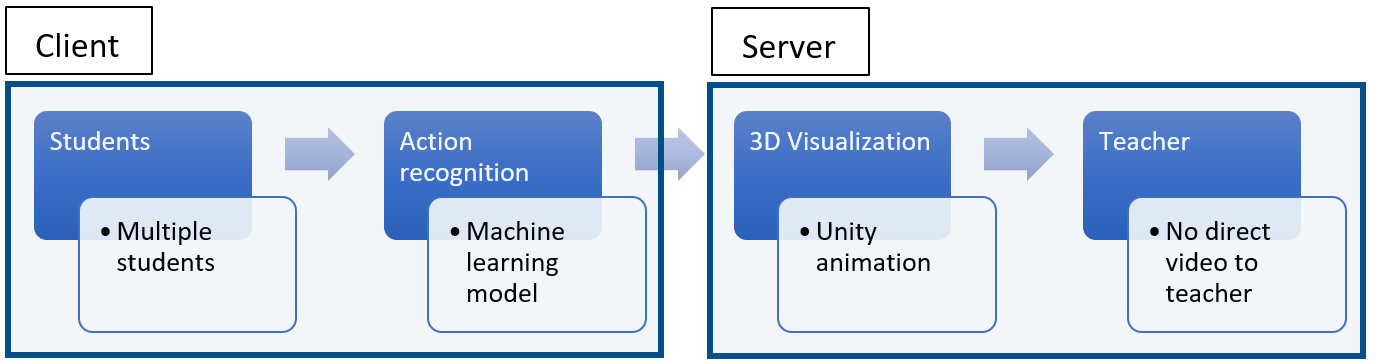 Client
Server
Students
• Multiple
students
Action
recognition
• Machine
learning
model
3D Visualization
• Unity
animation
Teacher
• No direct
video to
teacher